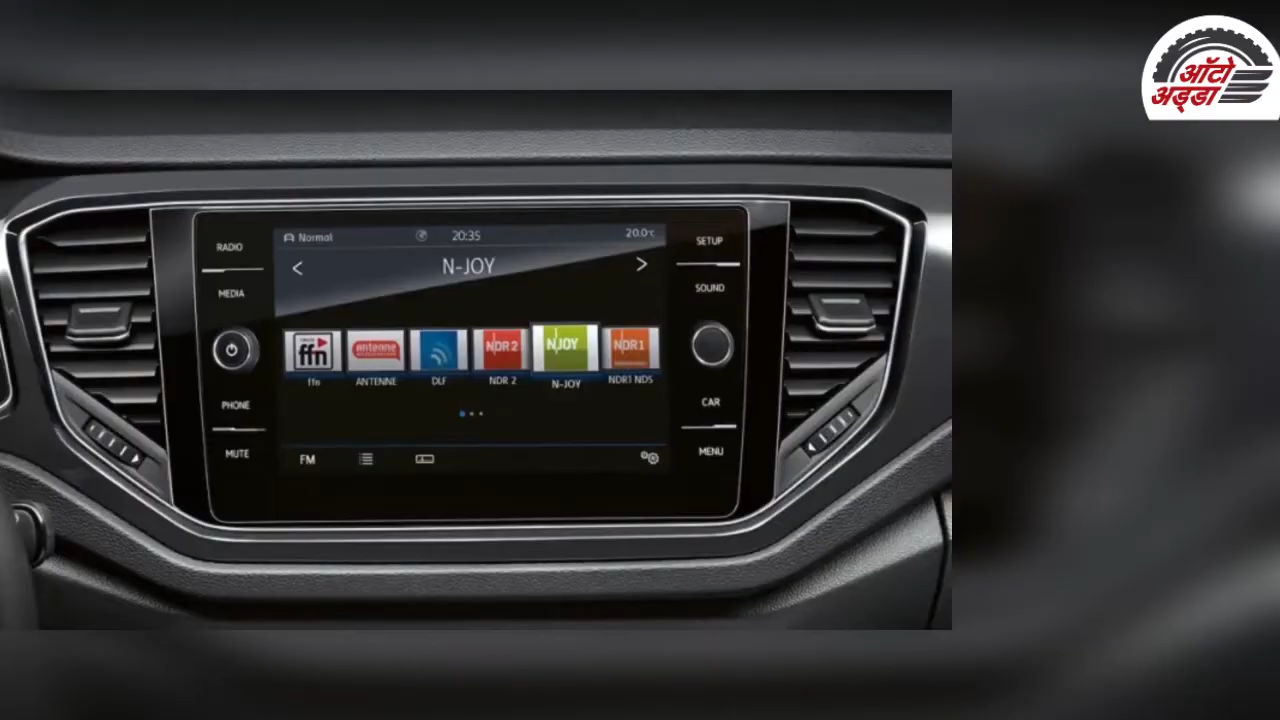 ऑटो
अड्डा
RADIO
MEDIA
PHONE
MUTE
Normal
20:35
20.0°C
<
N-JOY
>
ffn
antenne
NDR 2
N-JOY
NDR 1
ffn
ANTENNE
DLF
NDR 2
N-JOY
NDR1 NDS
FM
SETUP
SOUND
CAR
MENU